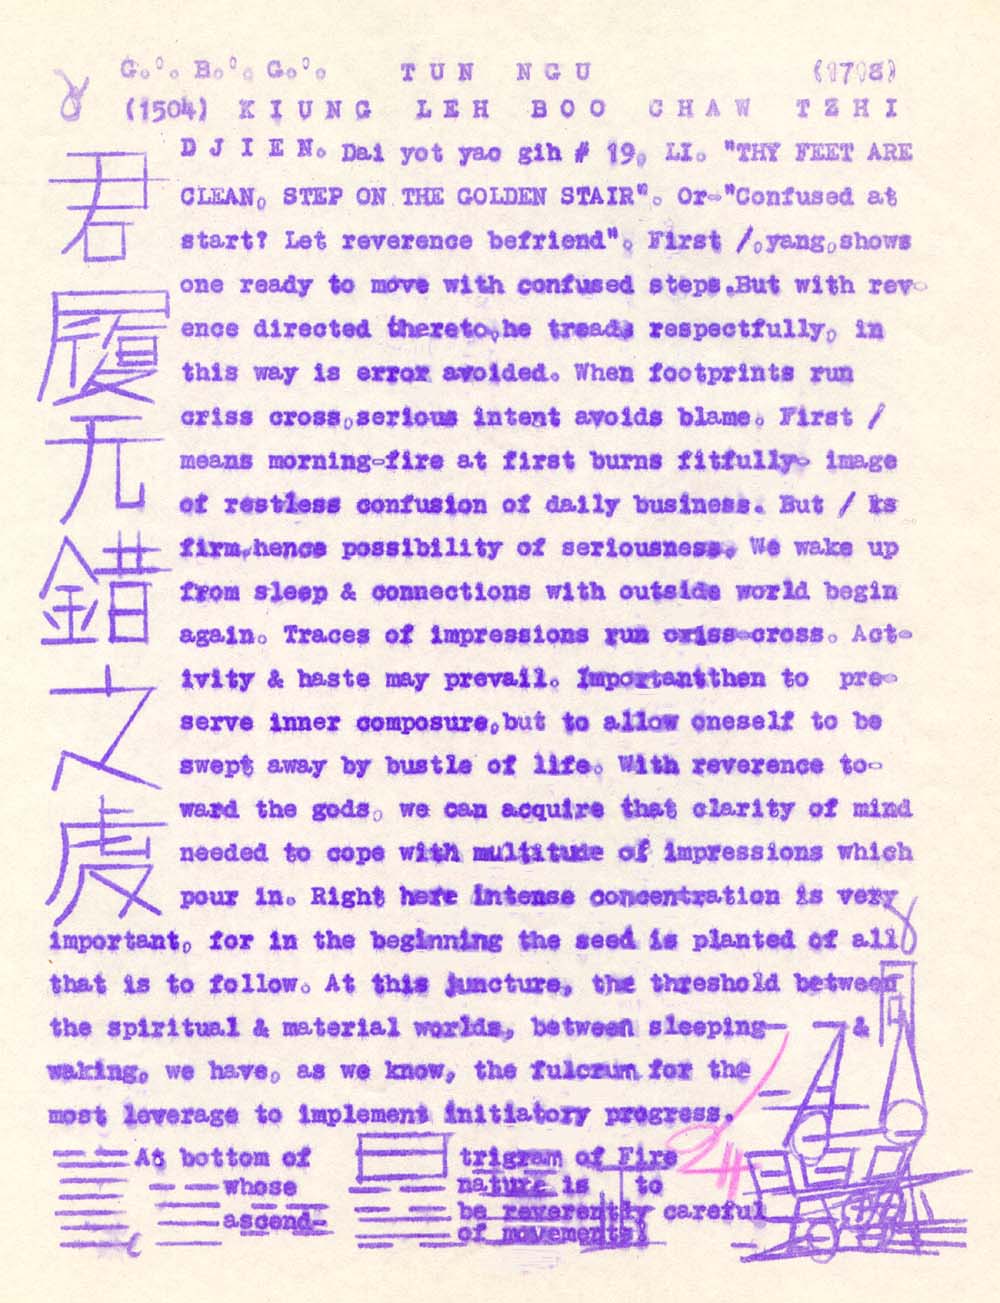 G.°. B.°. G.°. TUN NGU (1708)
(1504) KIUNG LEH BOO CHAW TZHI
DJIEN. Dai yot yao gih # 19, LI. "THY FEET ARE
CLEAN, STEP ON THE GOLDEN STAIR". Or-"Confused at
start? Let reverence befriend". First /,yang,shows
one ready to move with confused steps.But with rev-
ence directed thereto,he treads respectfully, in
this way is error avoided. When footprints run
criss cross,serious intent avoids blame. First /
means morning-fire at first burns fitfully- image
of restless confusion of daily business. But / is
firm,hence possibility of seriousness. We wake up
from sleep & connections with outside world begin
again. Traces of impressions run criss-cross. Act-
ivity & haste may prevail. Importantthen to pre-
serve inner composure,but to allow oneself to be
swept away by bustle of life. With reverence to-
ward the gods, we can acquire that clarity of mind
needed to cope with multitude of impressions which
pour in. Right here intense concentration is very
important, for in the beginning the seed is planted of all
that is to follow. At this juncture, the threshold between
the spiritual & material worlds, between sleeping &
waking, we have, as we know, the fulcrum for the
most leverage to implement initiatory progress.
At bottom of trigram of Fire
whose nature is to
ascend- be reverently careful
of movements!
君
履
无
錯
之
虔
24